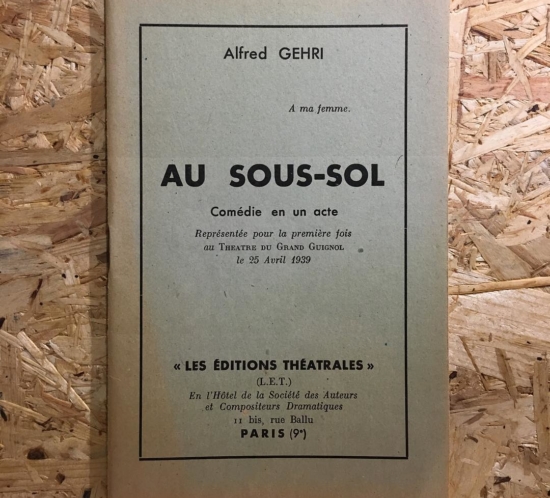 Alfred GEHRI
A ma femme.
AU SOUS-SOL
Comédie en un acte
Représentée pour la première fois
au THEATRE DU GRAND GUIGNOL
le 25 Avril 1939
« LES ÉDITIONS THÉATRALES »
(L.E.T.)
En l'Hôtel de la Société des Auteurs
et Compositeurs Dramatiques
11 bis, rue Ballu
PARIS (9e)